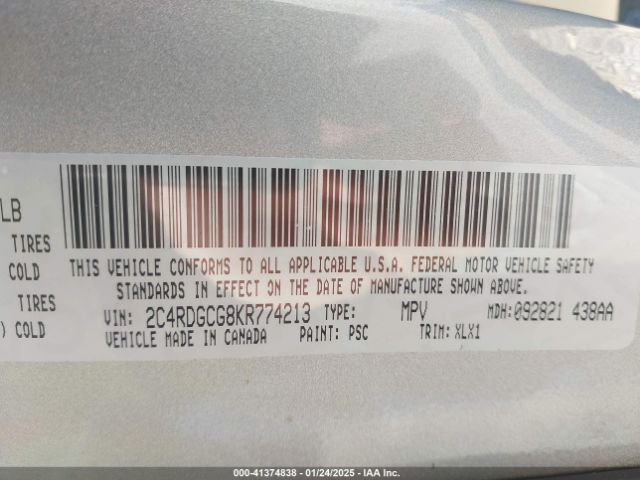 LB
TIRES
COLD
TIRES
) COLD
THIS VEHICLE CONFORMS TO ALL APPLICABLE U.S.A. FEDERAL MOTOR VEHICLE SAFETY
STANDARDS IN EFFECT ON THE DATE OF MANUFACTURE SHOWN ABOVE.
VIN: 2C4RDGCG8KR774213 TYPE: MPV MDH: 092821 438AA
VEHICLE MADE IN CANADA PAINT: PSC TRIM: XLX1
000-41374838 - 01/24/2025 - IAA Inc.